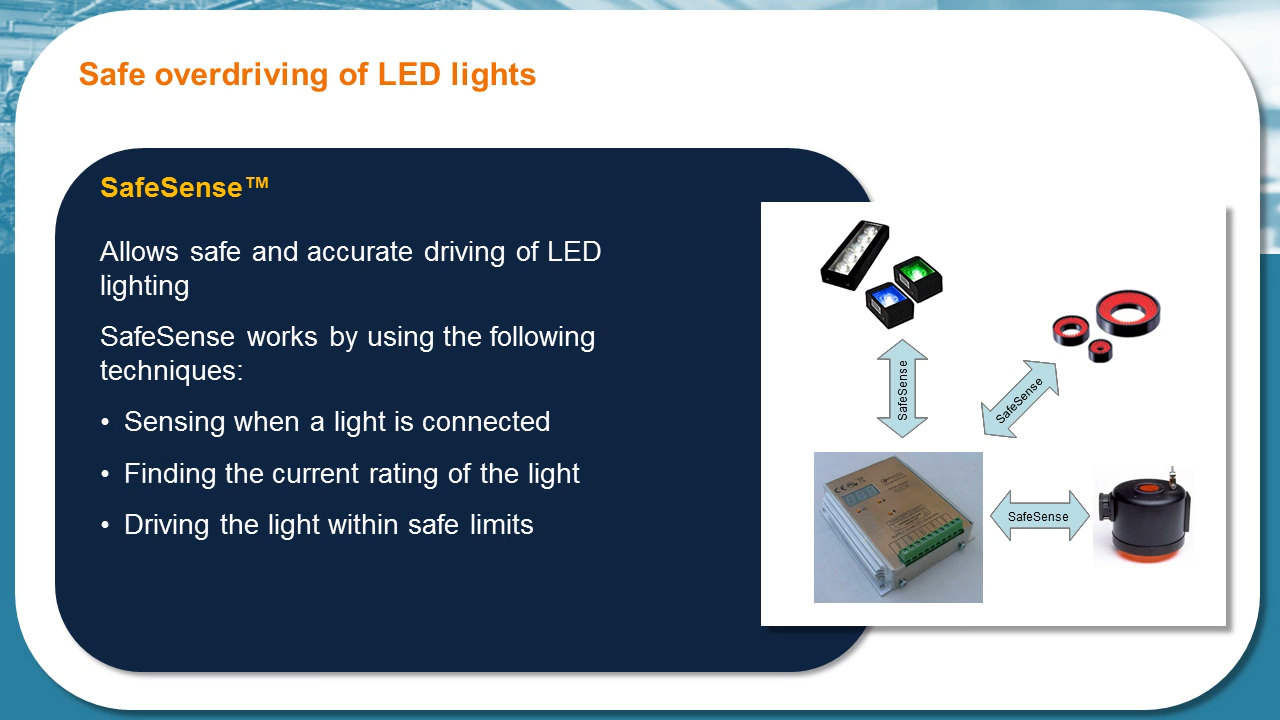 Safe overdriving of LED lights
SafeSense™
Allows safe and accurate driving of LED
lighting
SafeSense works by using the following
techniques:
• Sensing when a light is connected
• Finding the current rating of the light
• Driving the light within safe limits
SafeSense
SafeSense
SafeSense
CE